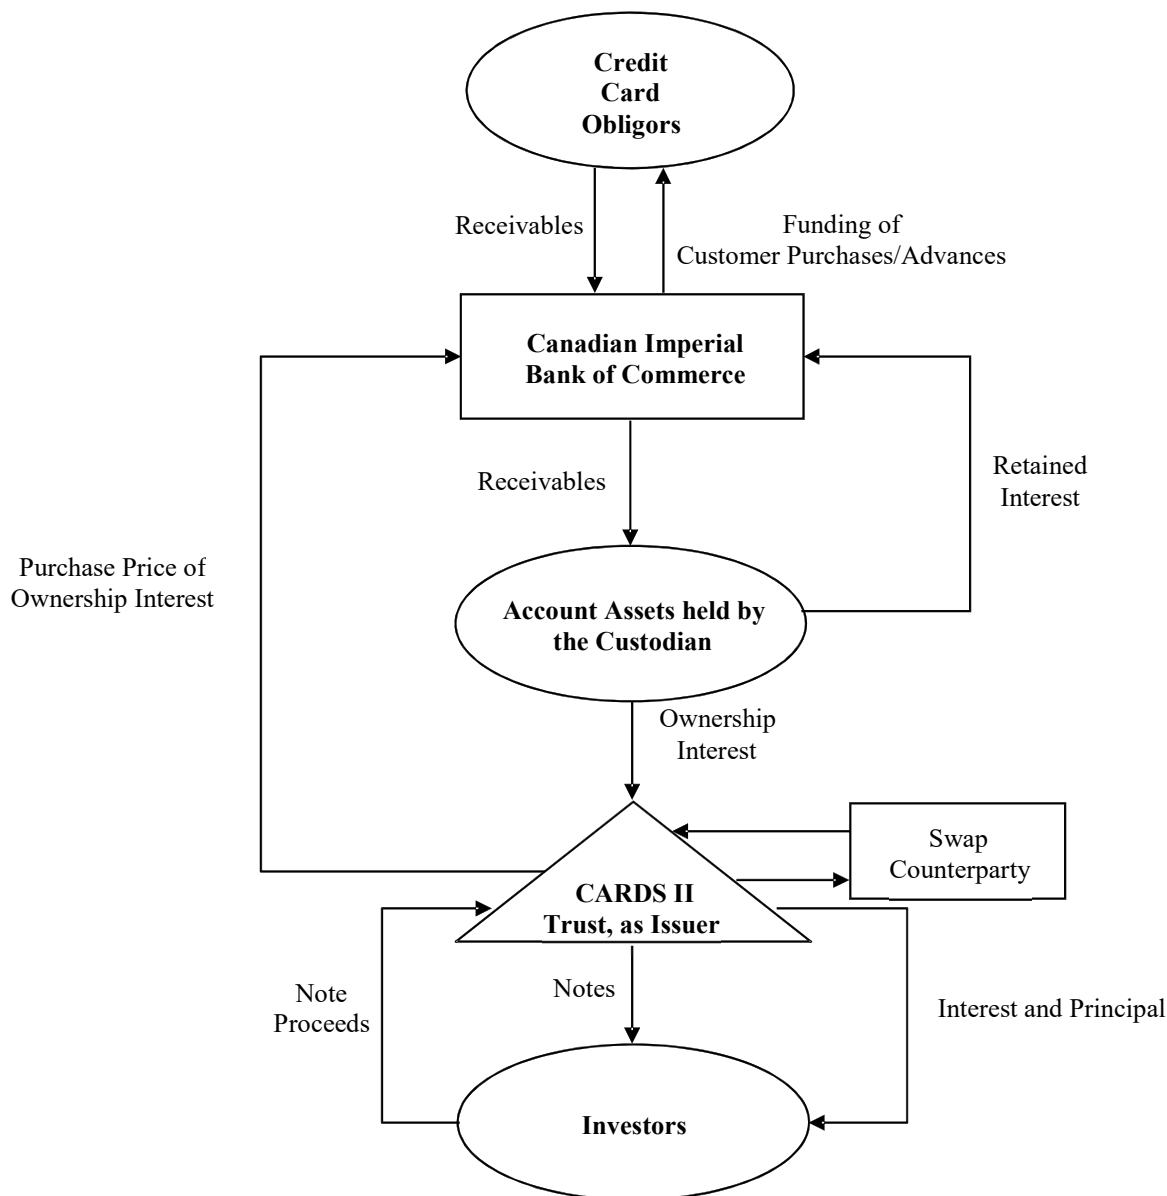 Credit
Card
Obligors
Receivables
Funding of
Customer Purchases/Advances
Canadian Imperial
Bank of Commerce
Receivables
Retained
Interest
Purchase Price of
Ownership Interest
Account Assets held by
the Custodian
Ownership
Interest
Swap
Counterparty
CARDS II
Trust, as Issuer
Note
Proceeds
Notes
Interest and Principal
Investors